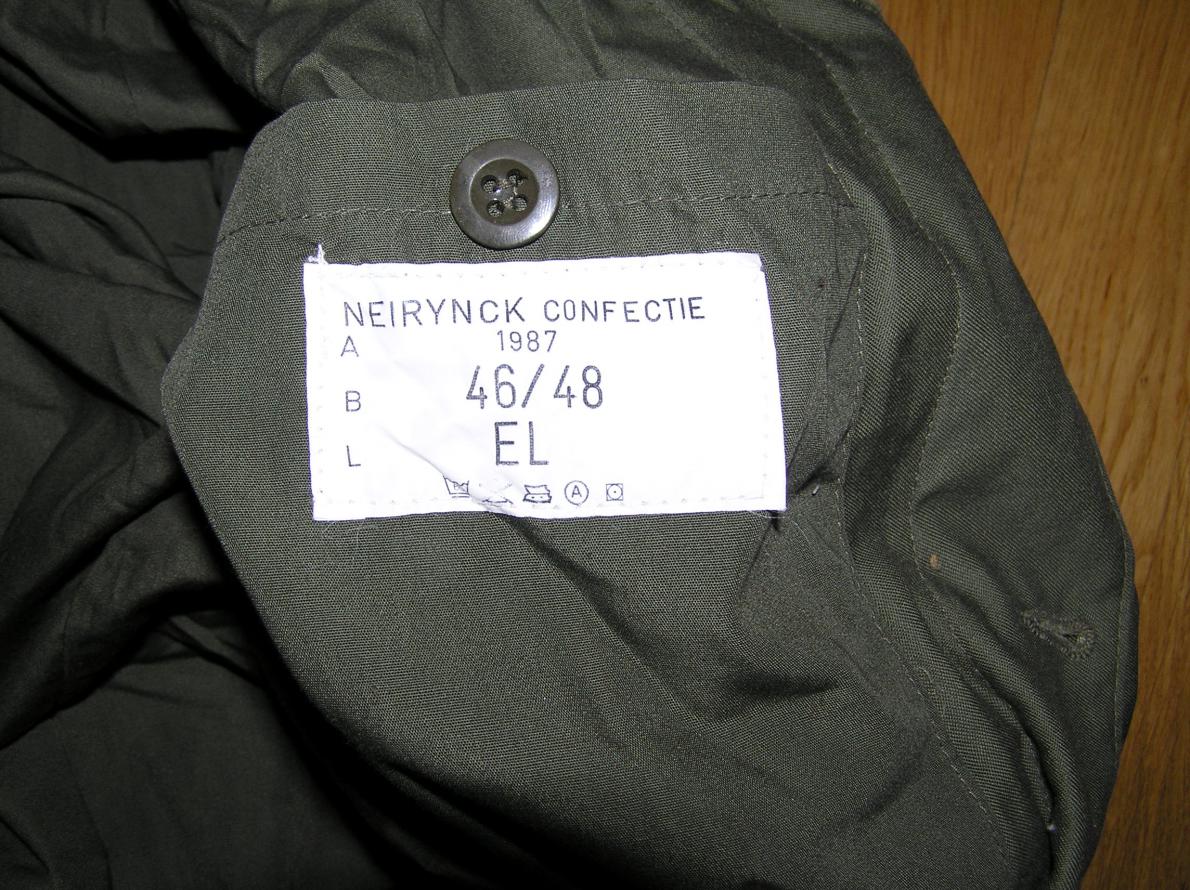 NEIRYNCK CONFECTIE
A 1987
B 46/48
L EL
A